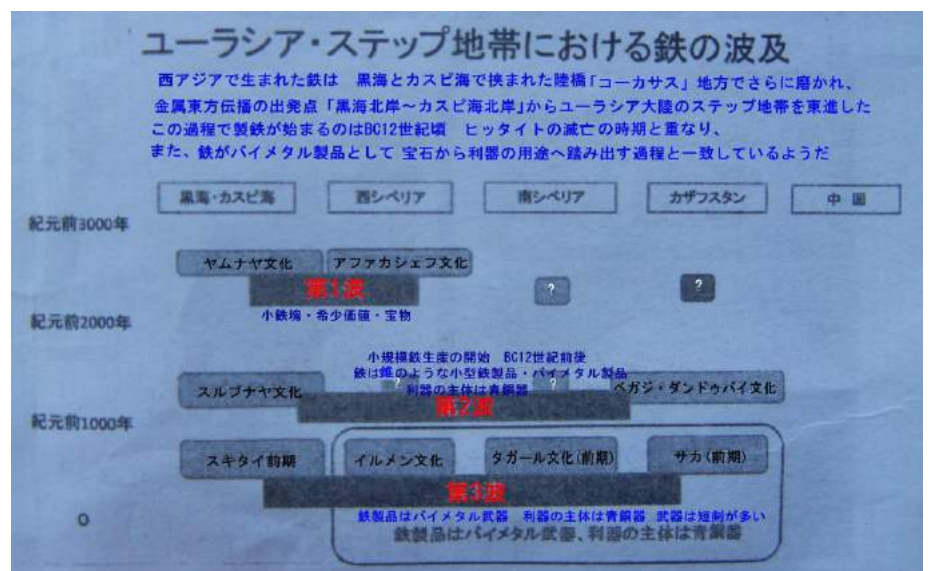 ユーラシア・ステップ地帯における鉄の波及
西アジアで生まれた鉄は 黒海とカスピ海で挟まれた陸橋「コーカサス」地方でさらに磨かれ、
金属東方伝播の出発点「黒海北岸～カスピ海北岸」からユーラシア大陸のステップ地帯を東進した
この過程で製鉄が始まるのはBC12世紀頃 ヒッタイトの滅亡の時期と重なり、
また、鉄がバイメタル製品として 宝石から利器の用途へ踏み出す過程と一致しているようだ
黒海・カスピ海 西シベリア 南シベリア カザフスタン 中国
紀元前3000年
ヤムナヤ文化 アファカシェフ文化
第1波 ? ?
小鉄塊・希少価値・宝物
紀元前2000年
小規模鉄生産の開始 BC12世紀前後
鉄は錐のような小型鉄製品・バイメタル製品
スルブナヤ文化 利器の主体は青銅器 ? ベガジ・ダンドゥバイ文化
第2波
紀元前1000年
スキタイ前期 イルメン文化 タガール文化(前期) サカ(前期)
第3波
鉄製品はバイメタル武器 利器の主体は青銅器 武器は短剣が多い
0
鉄製品はバイメタル武器、利器の主体は青銅器